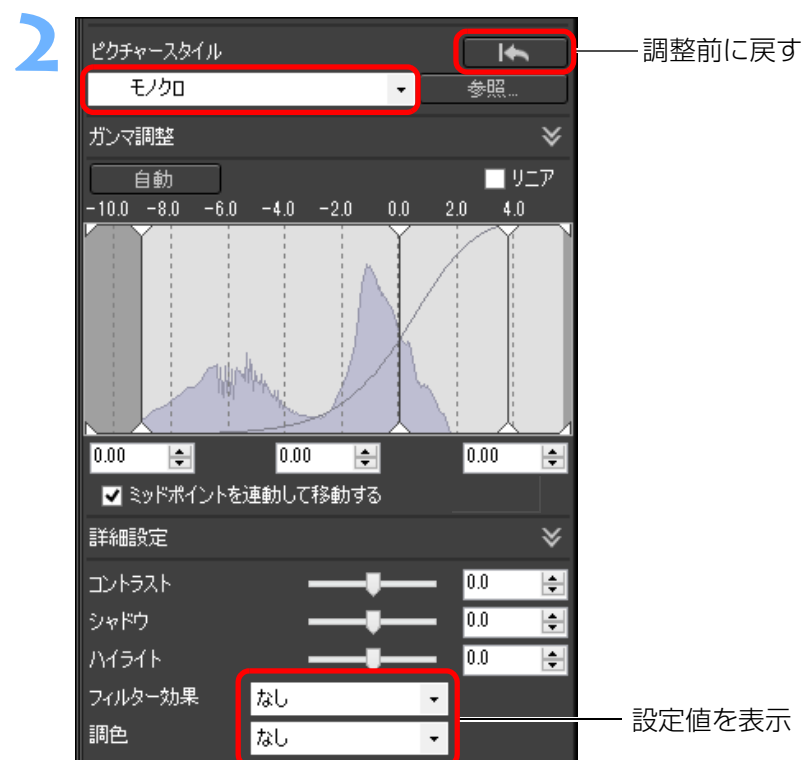 2
ピクチャースタイル
調整前に戻す
モノクロ
参照...
ガンマ調整
自動
リニア
-10.0 -8.0 -6.0 -4.0 -2.0 0.0 2.0 4.0
0.00 0.00 0.00
ミッドポイントを連動して移動する
詳細設定
コントラスト 0.0
シャドウ 0.0
ハイライト 0.0
フィルター効果 なし
設定値を表示
調色 なし